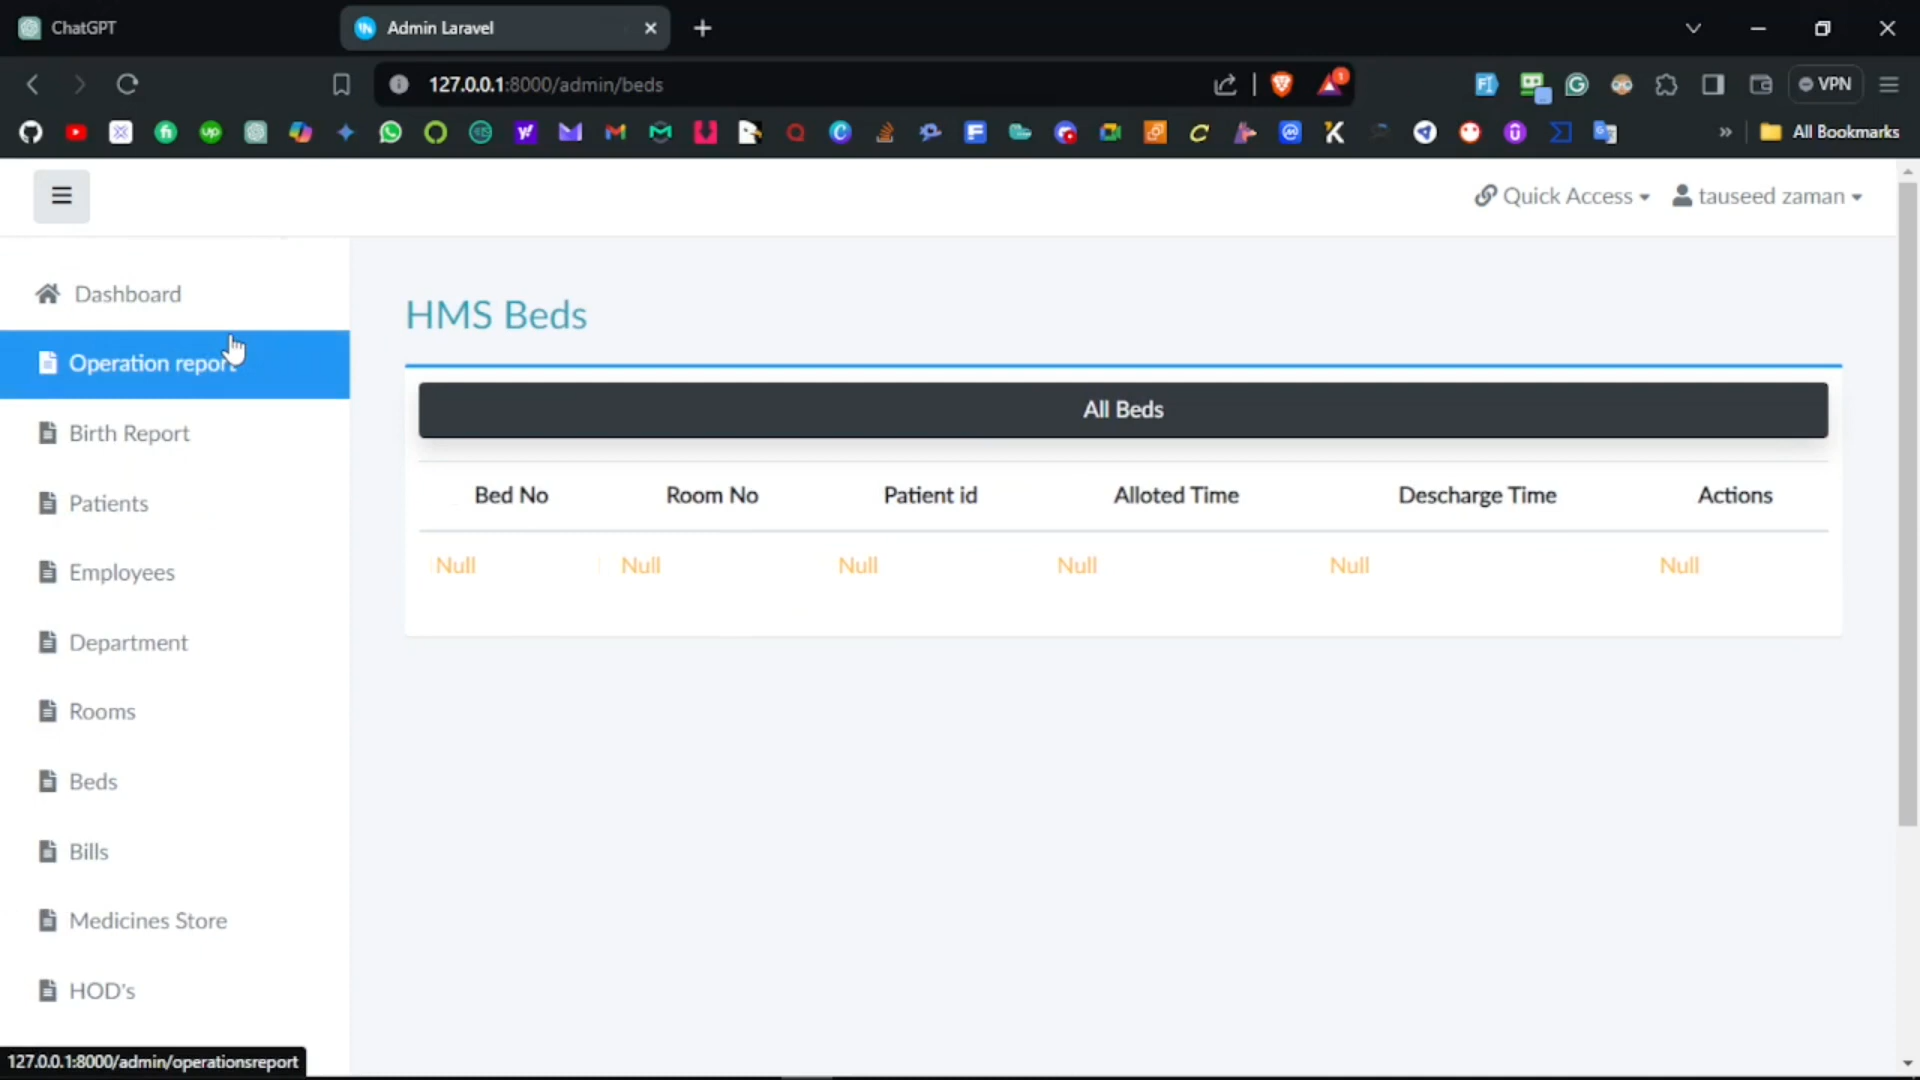 ChatGPT
Admin Laravel
127.0.0.1:8000/admin/beds
VPN
All Bookmarks
Quick Access
tauseed zaman
Dashboard
Operation report
Birth Report
Patients
Employees
Department
Rooms
Beds
Bills
Medicines Store
HOD's
HMS Beds
All Beds
Bed No Room No Patient id Alloted Time Descharge Time Actions
Null Null Null Null Null Null
127.0.0.1:8000/admin/operationsreport